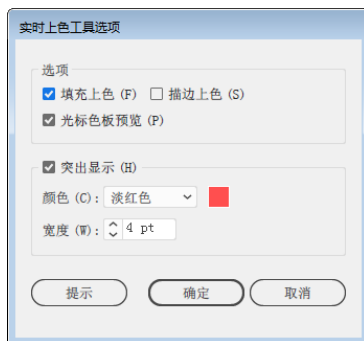 实时上色工具选项
选项
填充上色 (F) 描边上色 (S)
光标色板预览 (P)
突出显示 (H)
颜色 (C): 淡红色
宽度 (W): 4 pt
提示 确定 取消